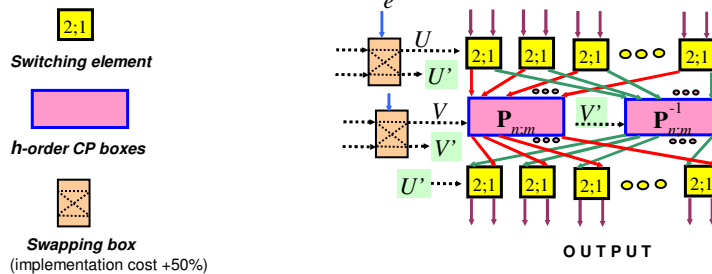 2;1
Switching element
h-order CP boxes
Swapping box
(implementation cost +50%)
e
U
2;1 2;1 2;1 2;1
U'
V
P n:m
V'
P n:m -1
V'
U'
2;1 2;1 2;1 2;1
OUTPUT